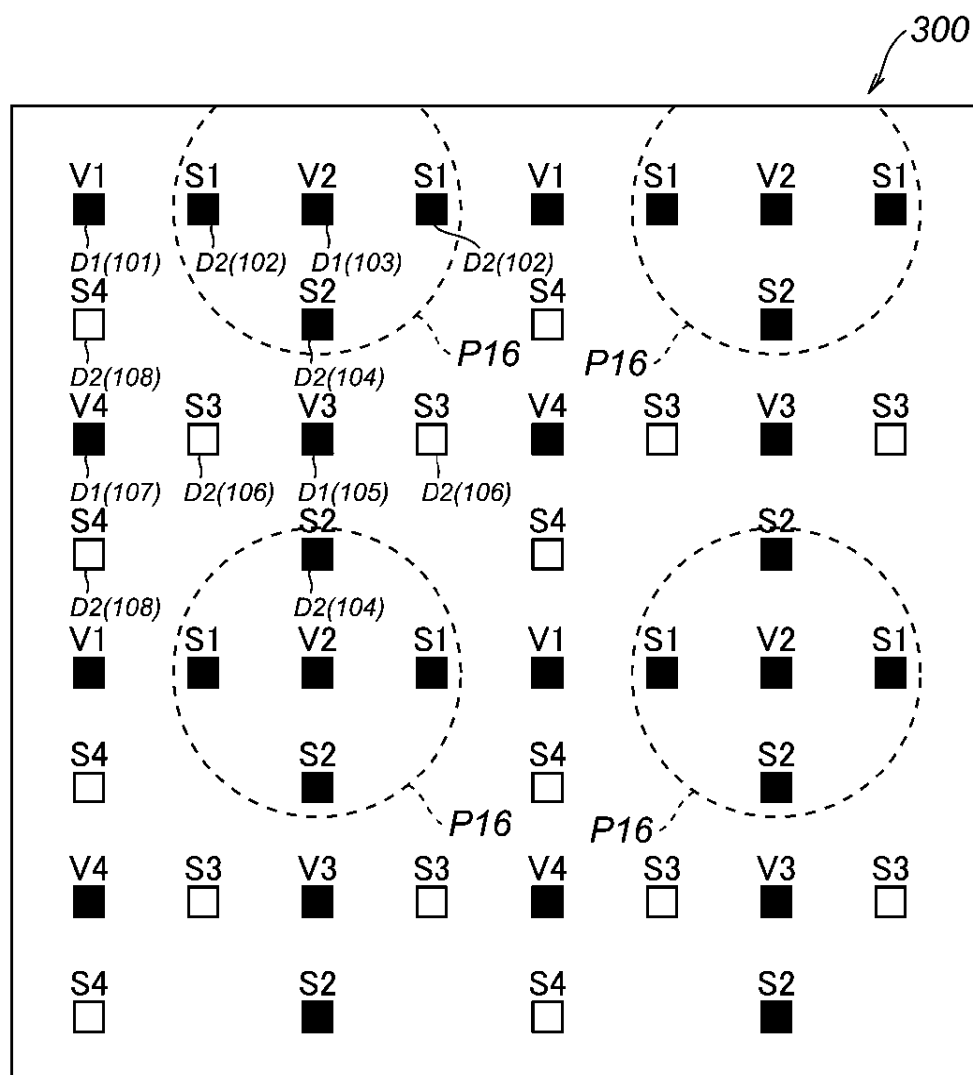 300
V1 S1 V2 S1 V1 S1 V2 S1
D1(101) D2(102) D1(103) D2(102)
S4 S2 S4 S2
P16 P16
D2(108) D2(104)
V4 S3 V3 S3 V4 S3 V3 S3
D1(107) D2(106) D1(105) D2(106)
S4 S2 S4 S2
D2(108) D2(104)
V1 S1 V2 S1 V1 S1 V2 S1
S4 S2 S4 S2
P16 P16
V4 S3 V3 S3 V4 S3 V3 S3
S4 S2 S4 S2